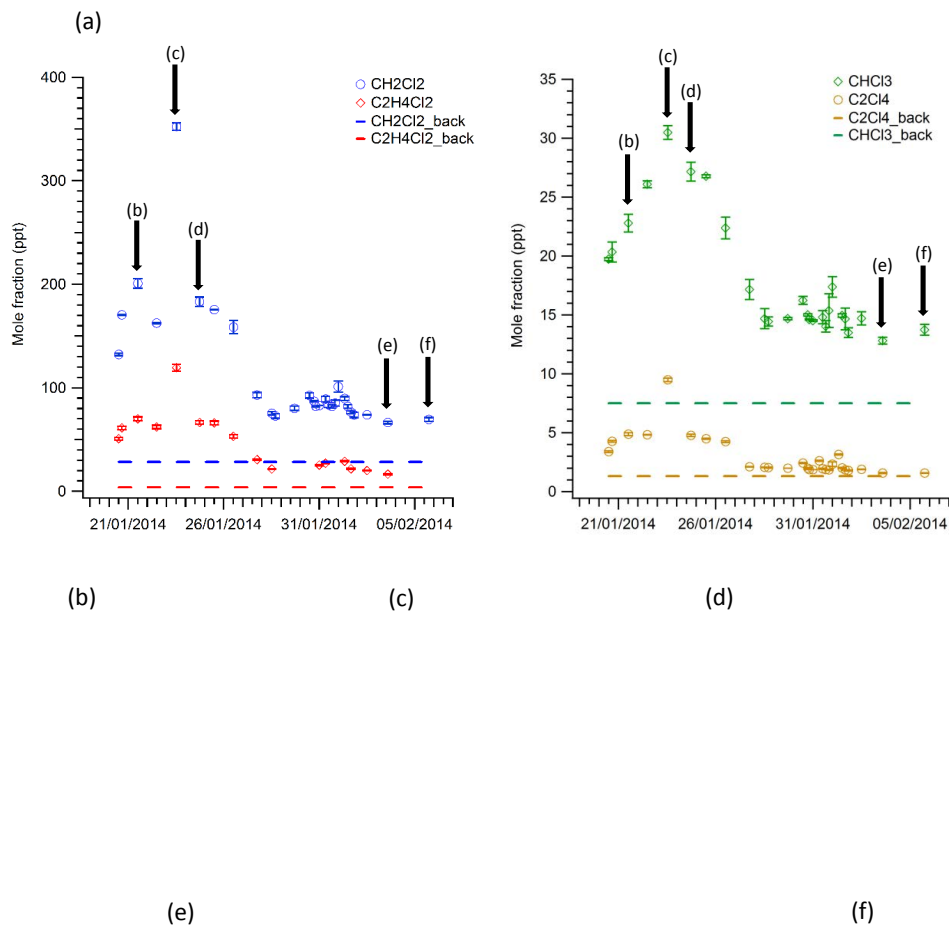 (a)
(c)
(b)
(d)
(e)
(f)
400
300
200
100
0
Mole fraction (ppt)
21/01/2014
26/01/2014
31/01/2014
05/02/2014
CH2Cl2
C2H4Cl2
CH2Cl2_back
C2H4Cl2_back
(c)
(d)
(b)
(e)
(f)
35
30
25
20
15
10
5
0
Mole fraction (ppt)
21/01/2014
26/01/2014
31/01/2014
05/02/2014
CHCl3
C2Cl4
C2Cl4_back
CHCl3_back
(b)
(c)
(d)
(e)
(f)